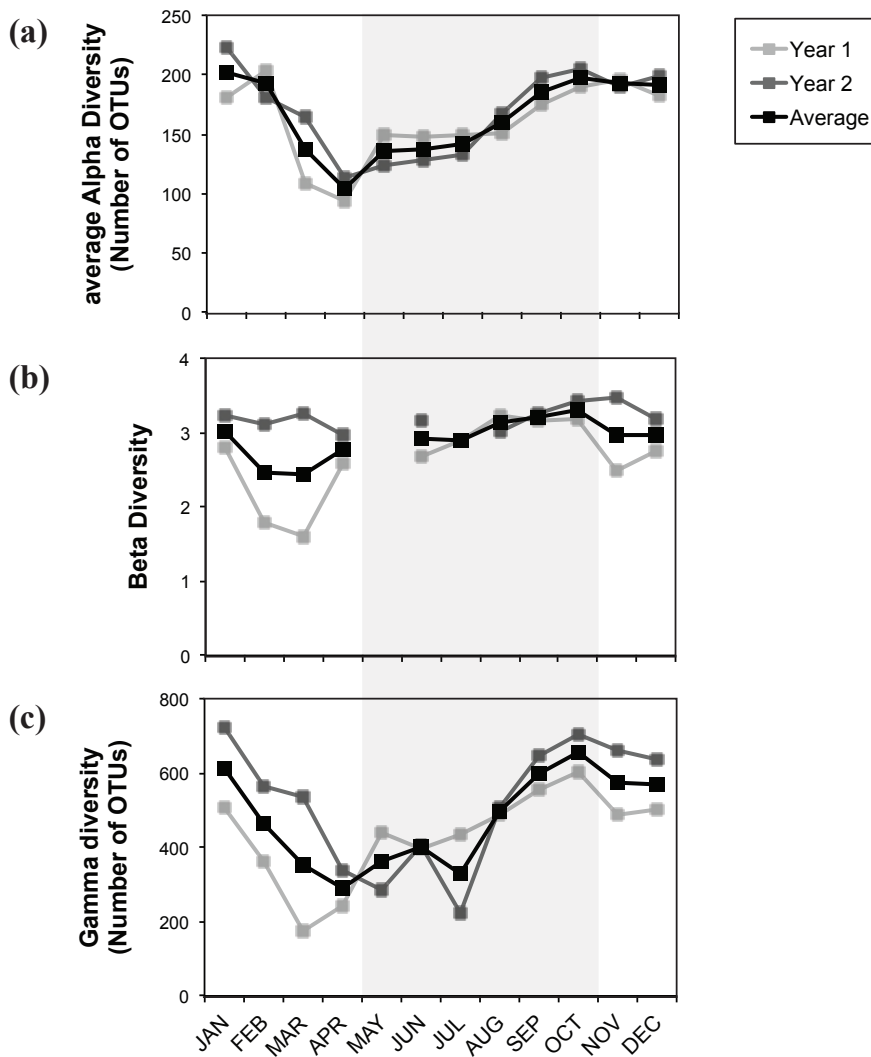 (a)
average Alpha Diversity
(Number of OTUs)
250
200
150
100
50
0
Year 1
Year 2
Average
(b)
Beta Diversity
4
3
2
1
0
(c)
Gamma diversity
(Number of OTUs)
800
600
400
200
0
JAN FEB MAR APR MAY JUN JUL AUG SEP OCT NOV DEC